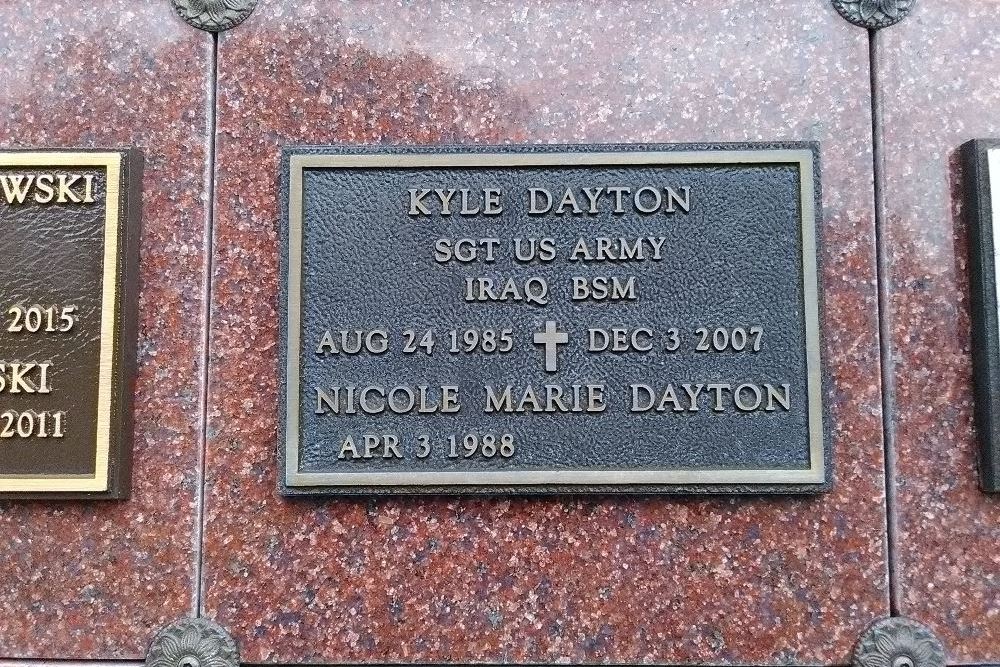 WSKI
2015
SKI
2011
KYLE DAYTON
SGT US ARMY
IRAQ BSM
AUG 24 1985 ✝ DEC 3 2007
NICOLE MARIE DAYTON
APR 3 1988